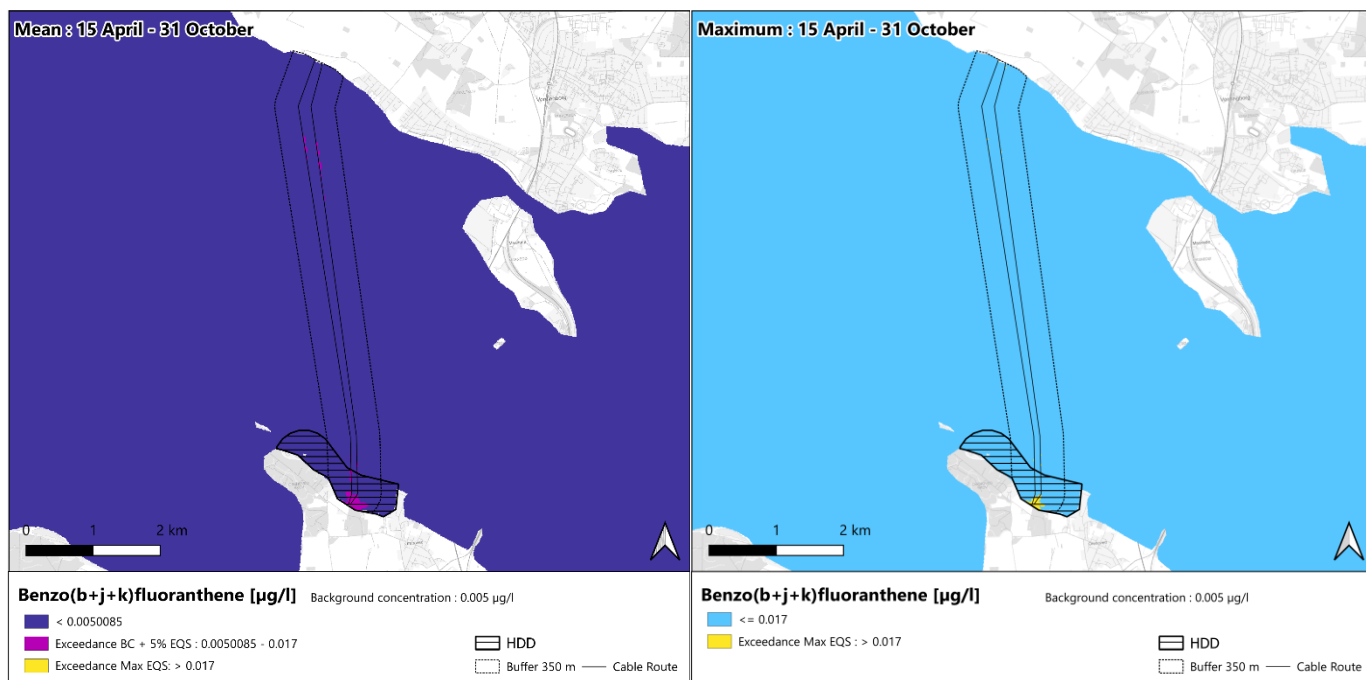 Mean : 15 April - 31 October
0 1 2 km
Benzo(b+j+k)fluoranthene [µg/l] Background concentration : 0.005 µg/l
< 0.0050085
Exceedance BC + 5% EQS : 0.0050085 - 0.017
Exceedance Max EQS: > 0.017
HDD
Buffer 350 m Cable Route
Maximum : 15 April - 31 October
0 1 2 km
Benzo(b+j+k)fluoranthene [µg/l] Background concentration : 0.005 µg/l
<= 0.017
Exceedance Max EQS : > 0.017
HDD
Buffer 350 m Cable Route